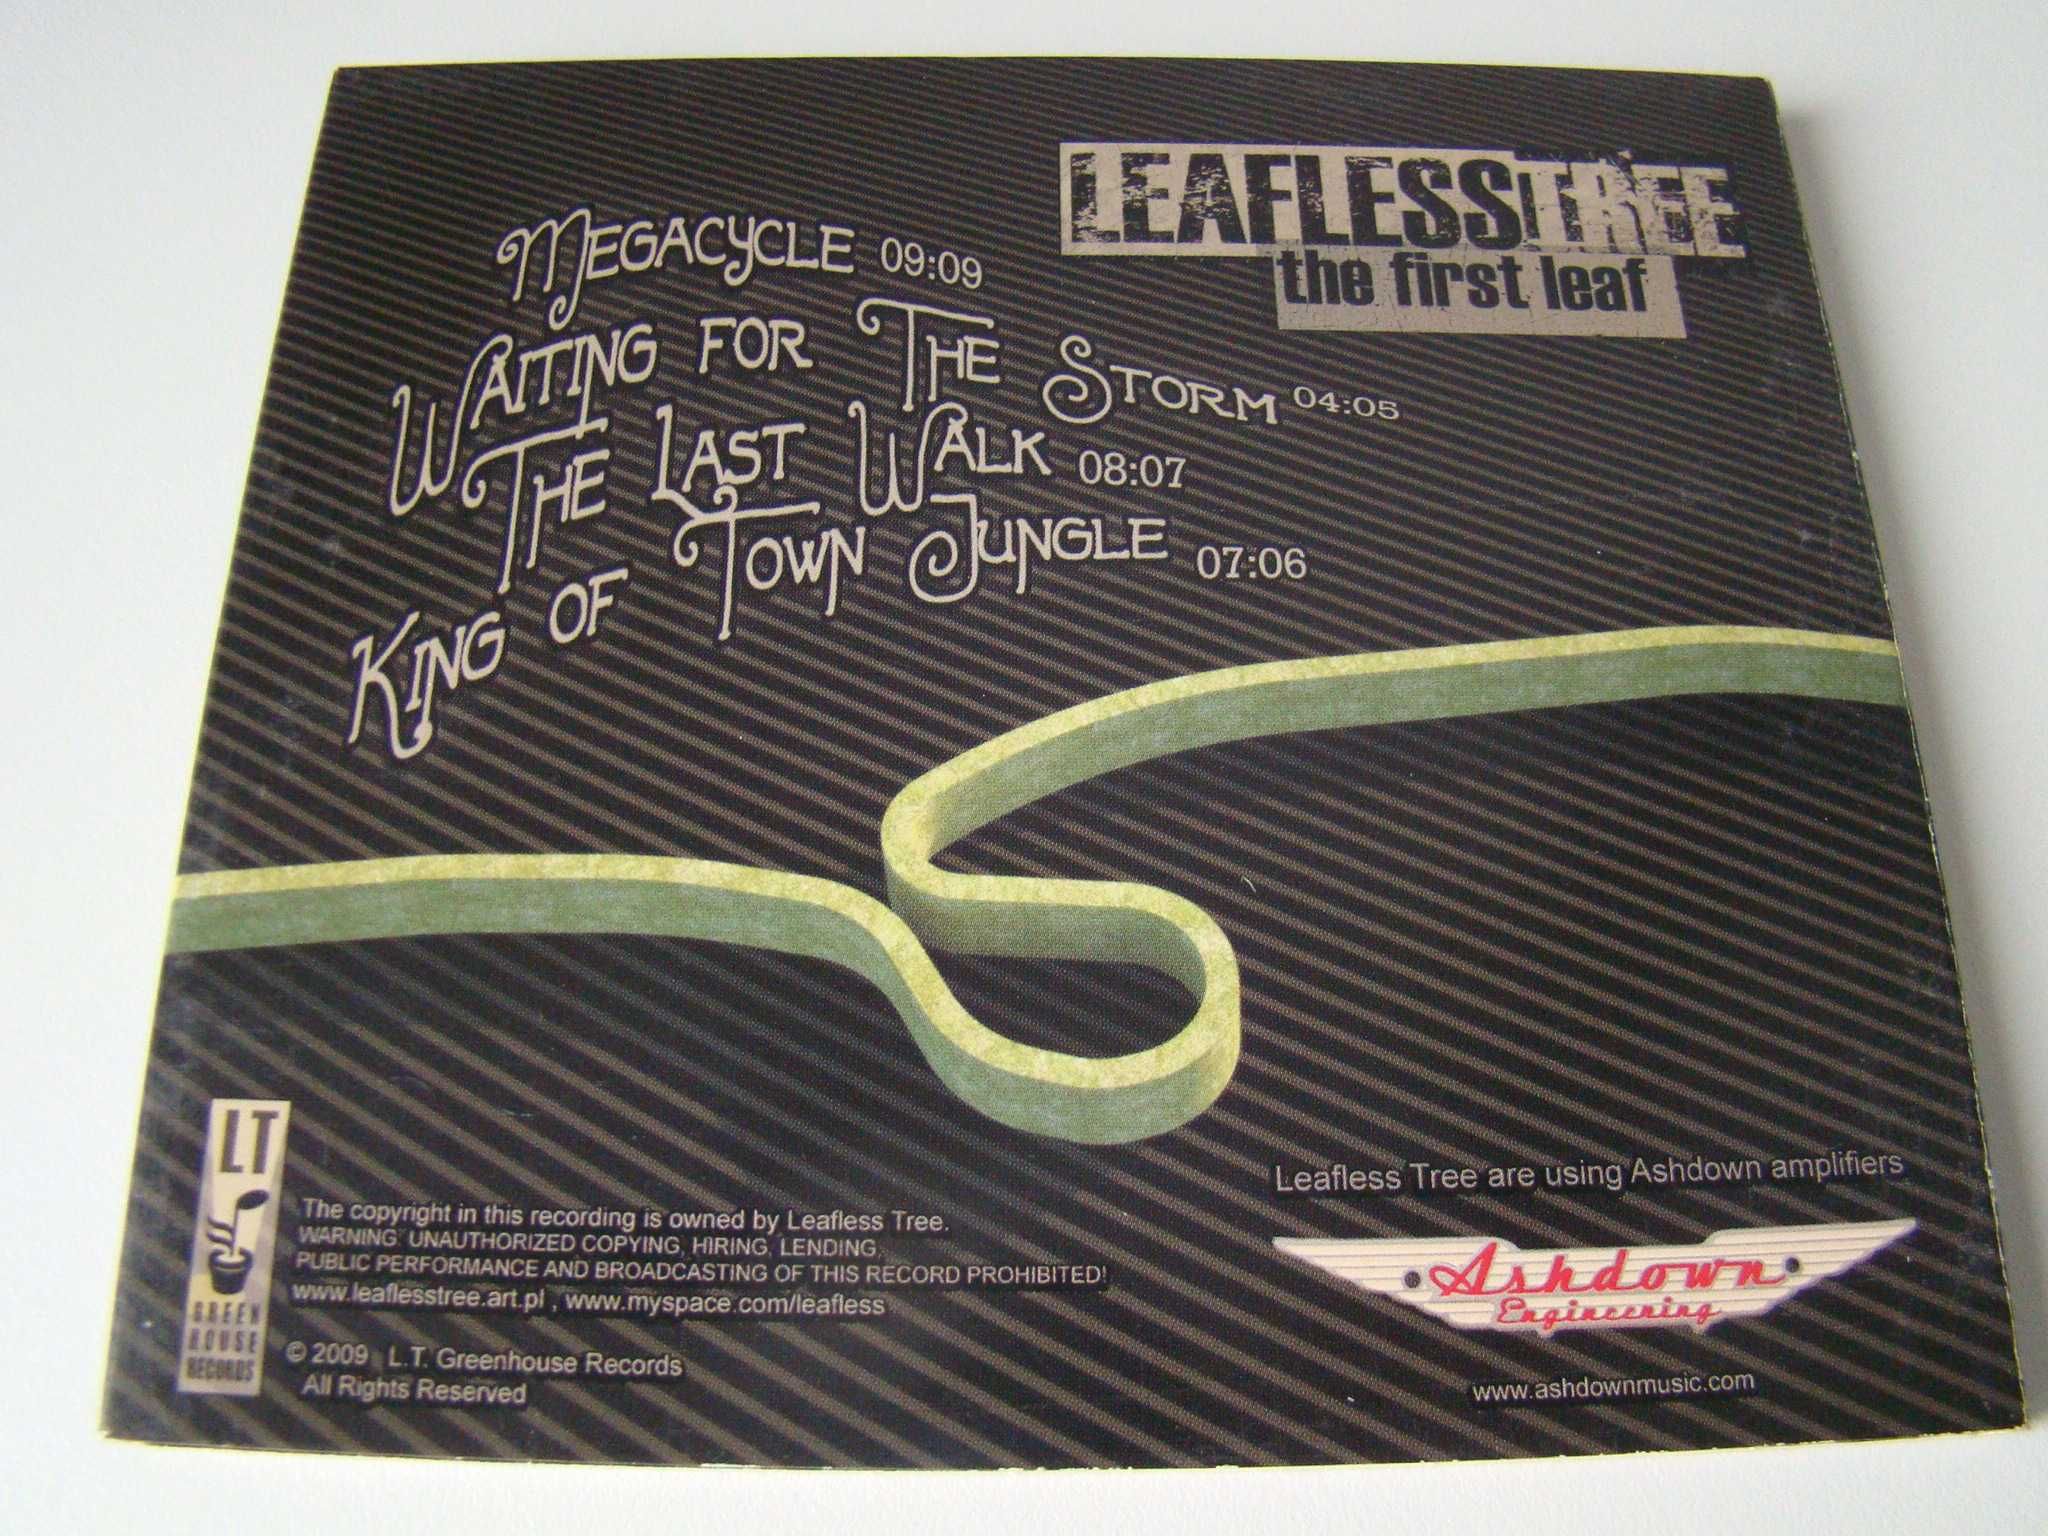 LEAFLESSTREE
the first leaf
MEGACYCLE 09:09
WAITING FOR THE STORM 04:05
THE LAST WALK 08:07
KING OF TOWN JUNGLE 07:06
Leafless Tree are using Ashdown amplifiers
Ashdown
Engineering
www.ashdownmusic.com
LT
GREEN
HOUSE
RECORDS
The copyright in this recording is owned by Leafless Tree.
WARNING: UNAUTHORIZED COPYING, HIRING, LENDING,
PUBLIC PERFORMANCE AND BROADCASTING OF THIS RECORD PROHIBITED!
www.leaflesstree.art.pl , www.myspace.com/leafless
© 2009 L.T. Greenhouse Records
All Rights Reserved